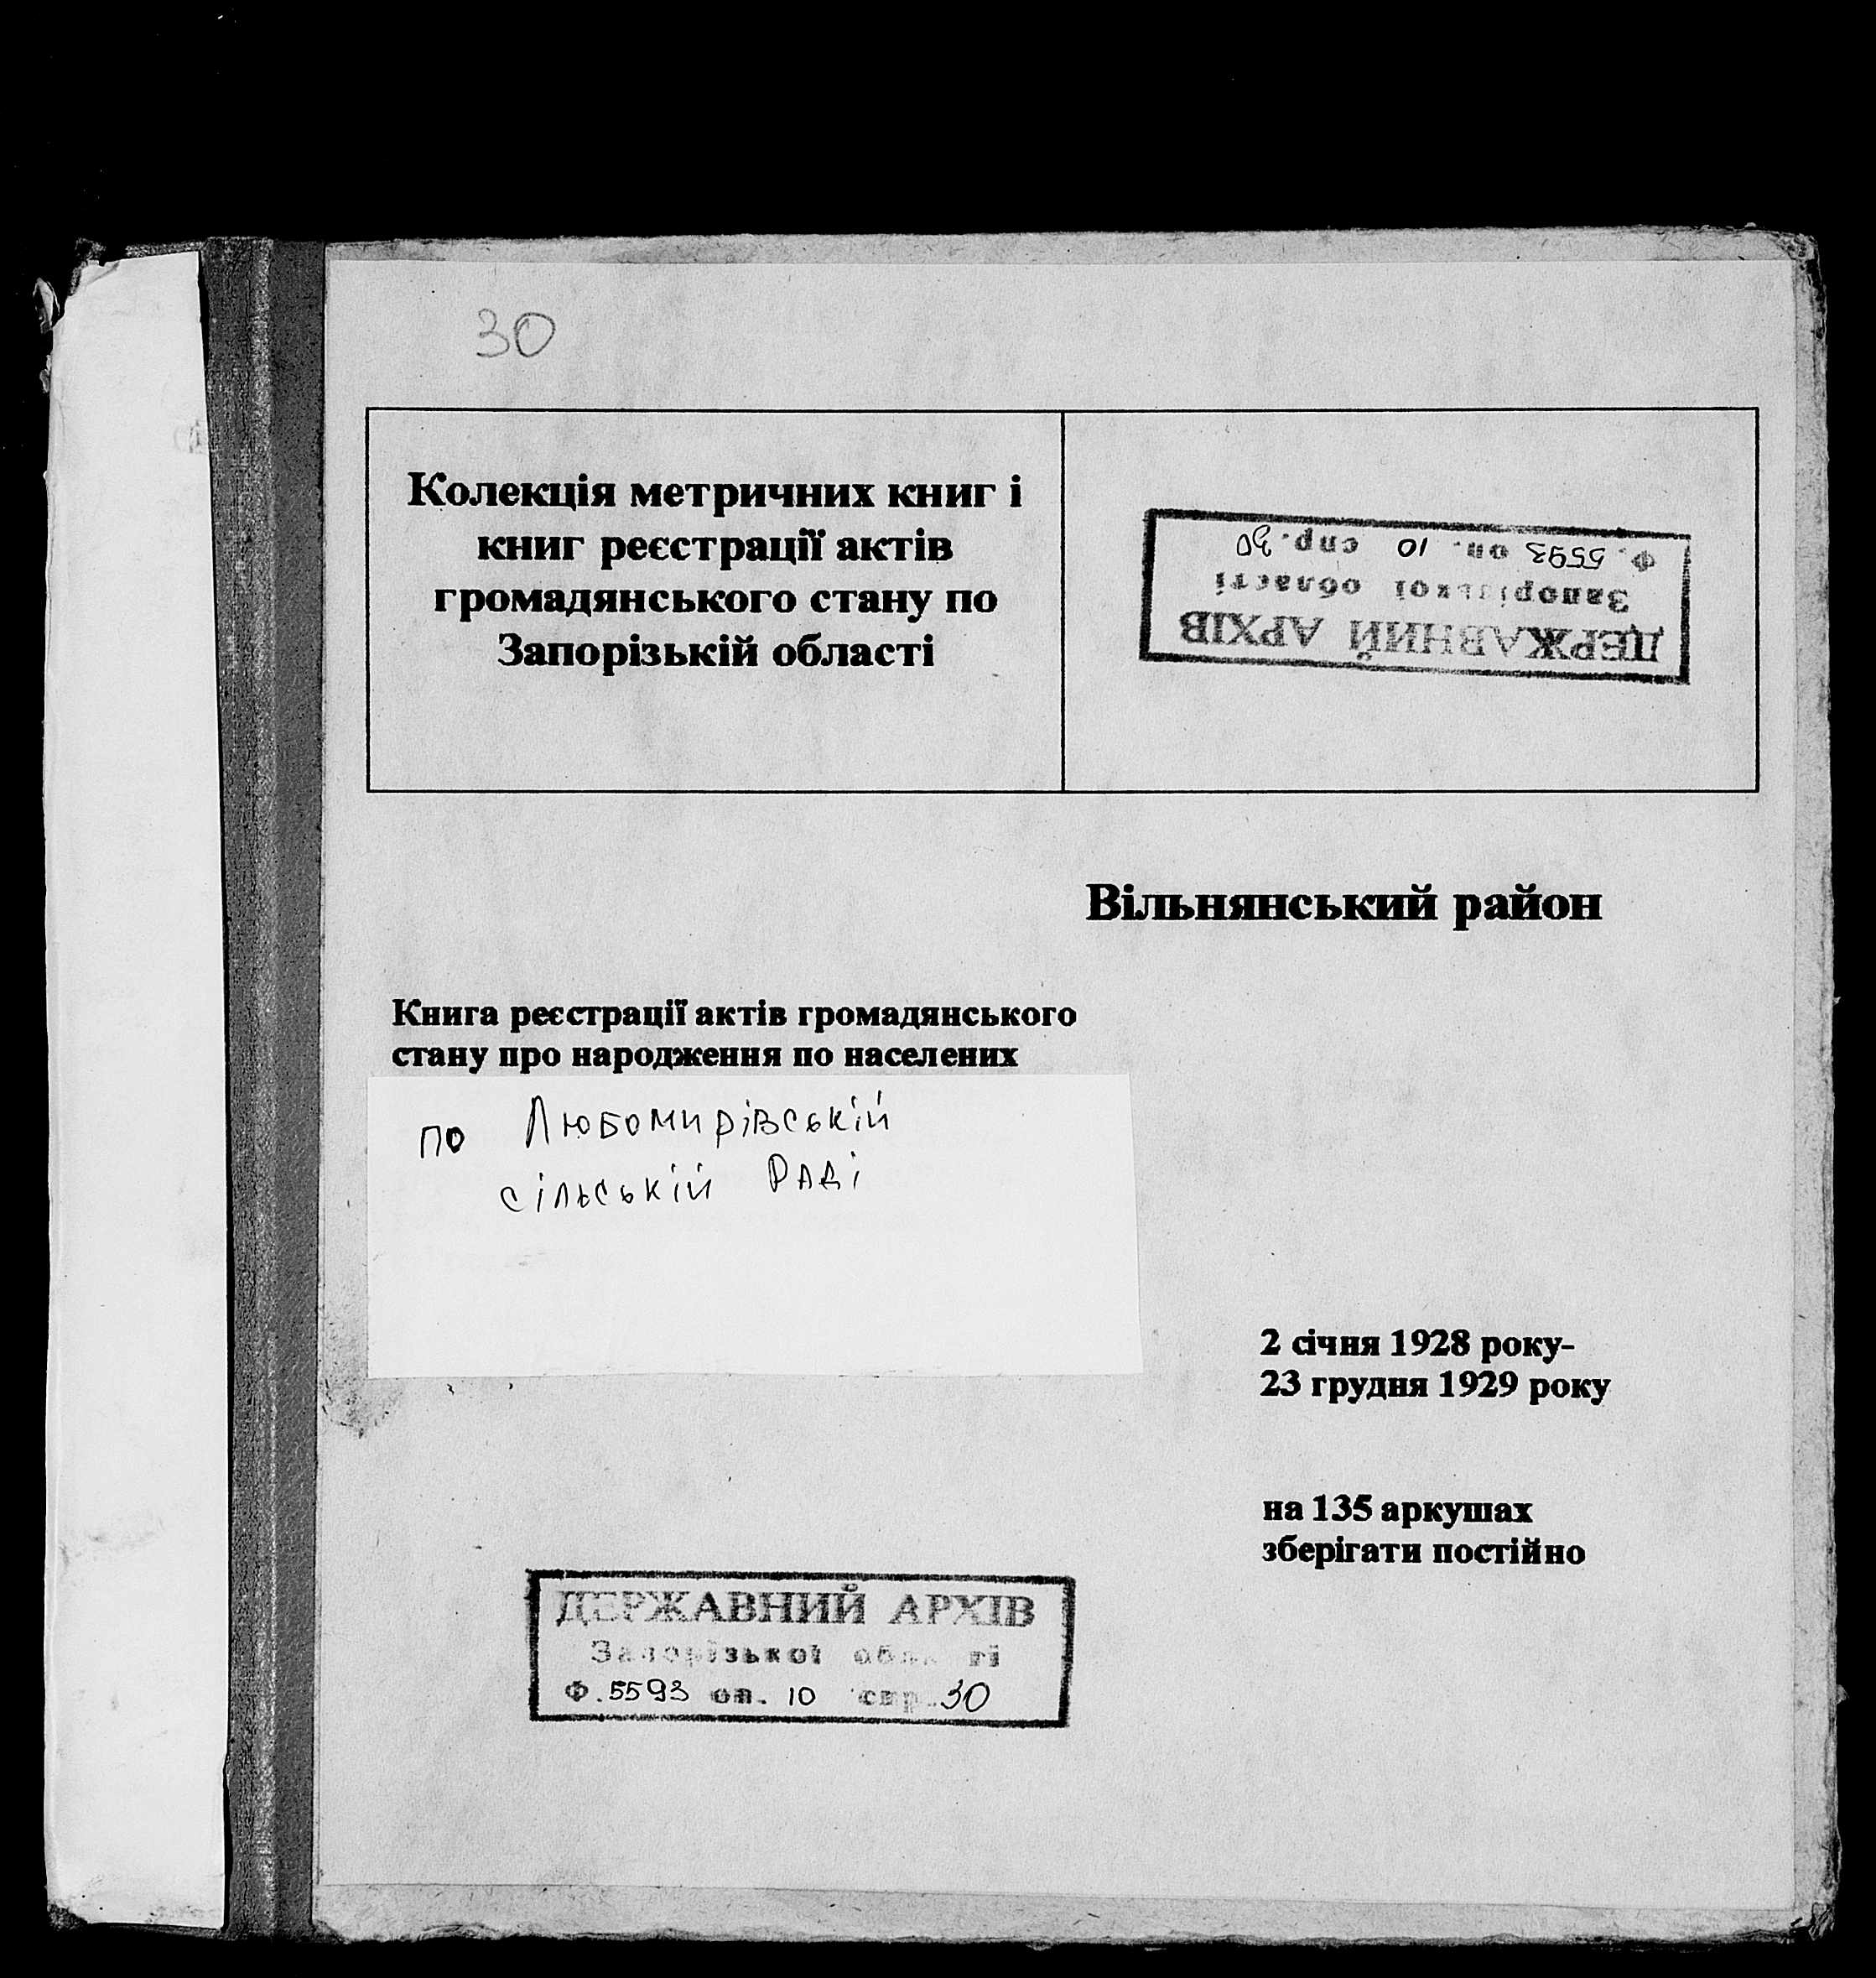 30
Колекція метричних книг і
книг реєстрації актів
громадянського стану по
Запорізькій області
ДЕРЖАВНИЙ АРХІВ
Запорізької області
Ф. 5593 оп. 10 спр. 30
Вільнянський район
Книга реєстрації актів громадянського
стану про народження по населених
по Любомирівській
сільській Раді
2 січня 1928 року-
23 грудня 1929 року
на 135 аркушах
зберігати постійно
ДЕРЖАВНИЙ АРХІВ
Запорізької області
Ф. 5593 оп. 10 спр. 30